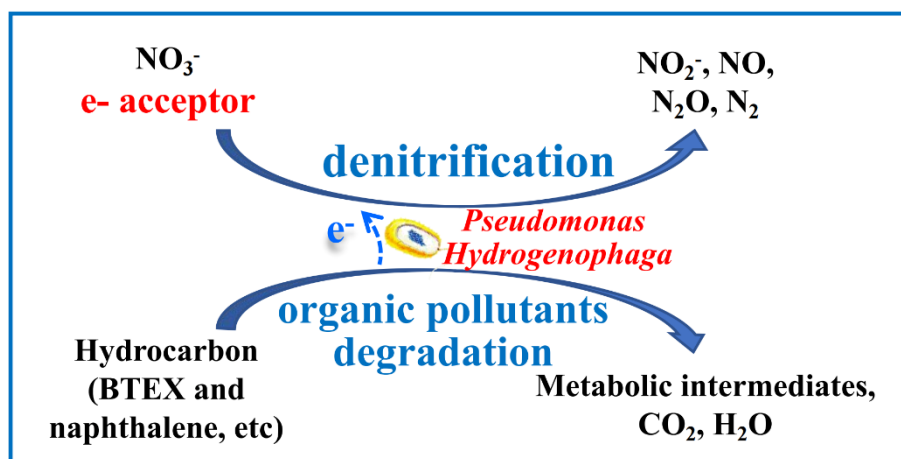 NO₃⁻
e- acceptor
NO₂⁻, NO,
N₂O, N₂
denitrification
e⁻
Pseudomonas
Hydrogenophaga
organic pollutants
degradation
Hydrocarbon
(BTEX and
naphthalene, etc)
Metabolic intermediates,
CO₂, H₂O